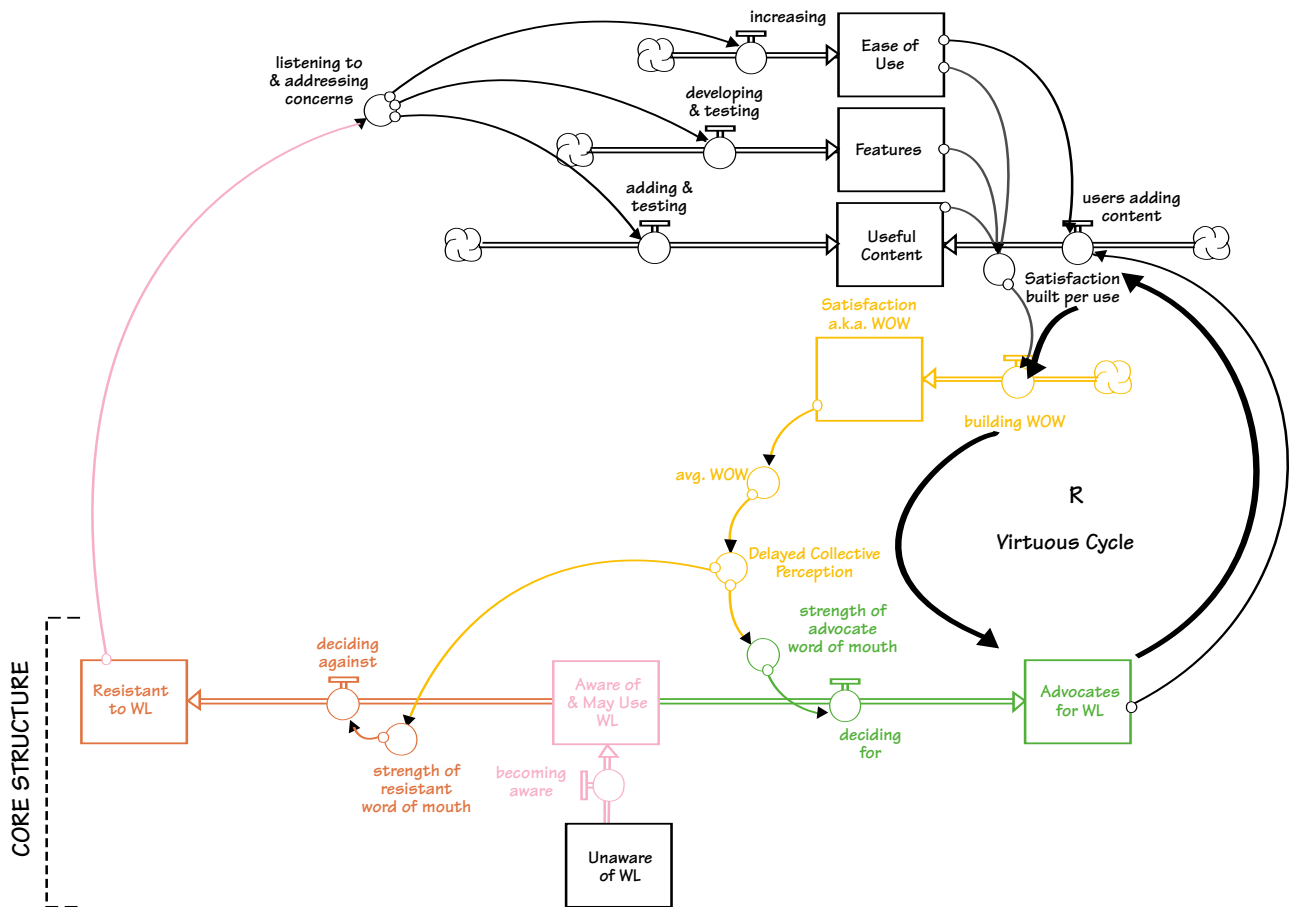 increasing
Ease of
Use
listening to
& addressing
concerns
developing
& testing
Features
adding &
testing
users adding
content
Useful
Content
Satisfaction
built per use
Satisfaction
a.k.a. WOW
building WOW
avg. WOW
R
Virtuous Cycle
Delayed Collective
Perception
strength of
advocate
word of mouth
deciding
against
CORE STRUCTURE
Resistant
to WL
Aware of
& May Use
WL
Advocates
for WL
deciding
for
strength of
resistant
word of mouth
becoming
aware
Unaware
of WL